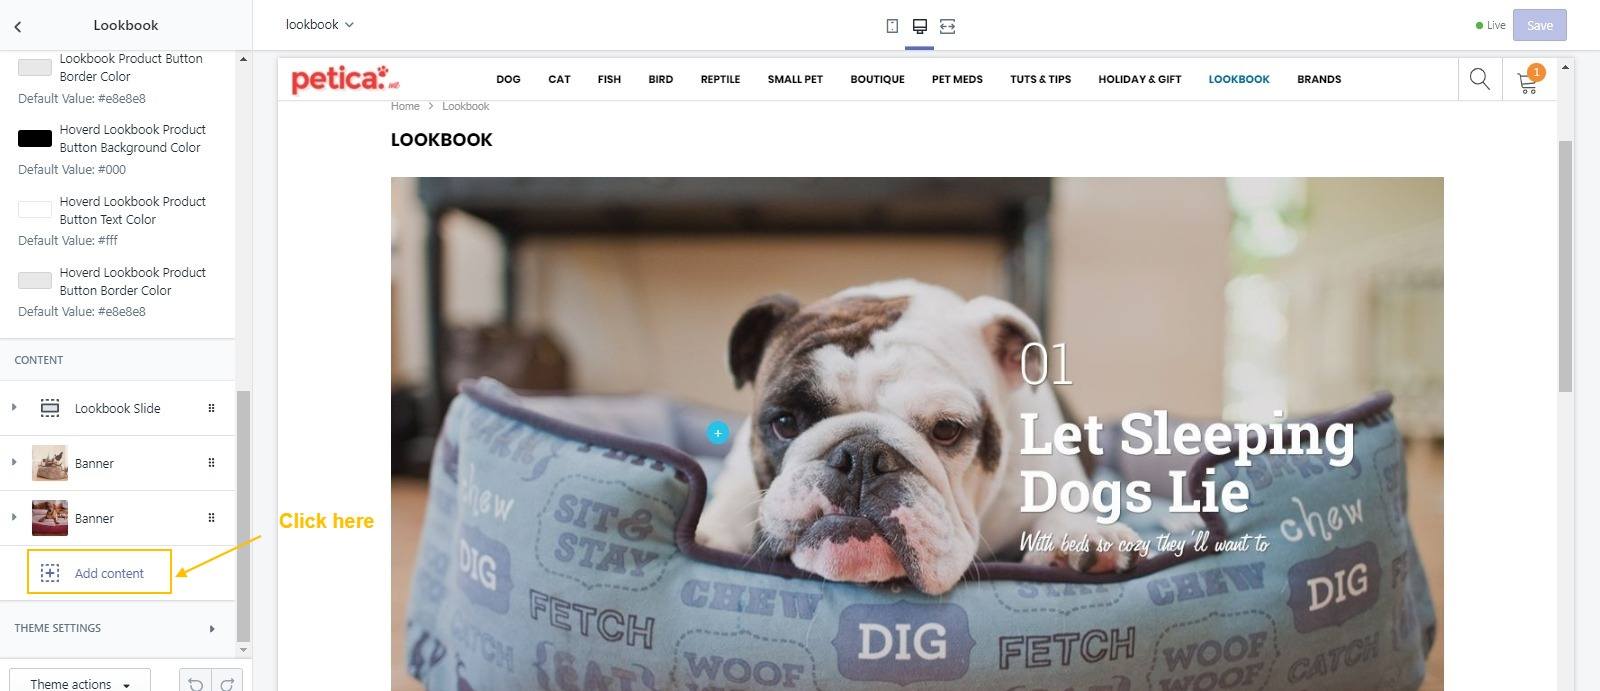 Lookbook
Lookbook Product Button
Border Color
Default Value: #e8e8e8
Hoverd Lookbook Product
Button Background Color
Default Value: #000
Hoverd Lookbook Product
Button Text Color
Default Value: #fff
Hoverd Lookbook Product
Button Border Color
Default Value: #e8e8e8
CONTENT
Lookbook Slide
Banner
Banner
Add content
THEME SETTINGS
Theme actions
Click here
lookbook
Live
Save
petica.
DOG CAT FISH BIRD REPTILE SMALL PET BOUTIQUE PET MEDS TUTS & TIPS HOLIDAY & GIFT LOOKBOOK BRANDS
1
Home > Lookbook
LOOKBOOK
01
Let Sleeping
Dogs Lie
With beds so cozy they'll want to
chew
SIT &
STAY
chew
DIG
CHEW
STAY
CHEW
DIG
FETCH
DIG
FETCH
WOOF
CATCH
WOOF
WOOF